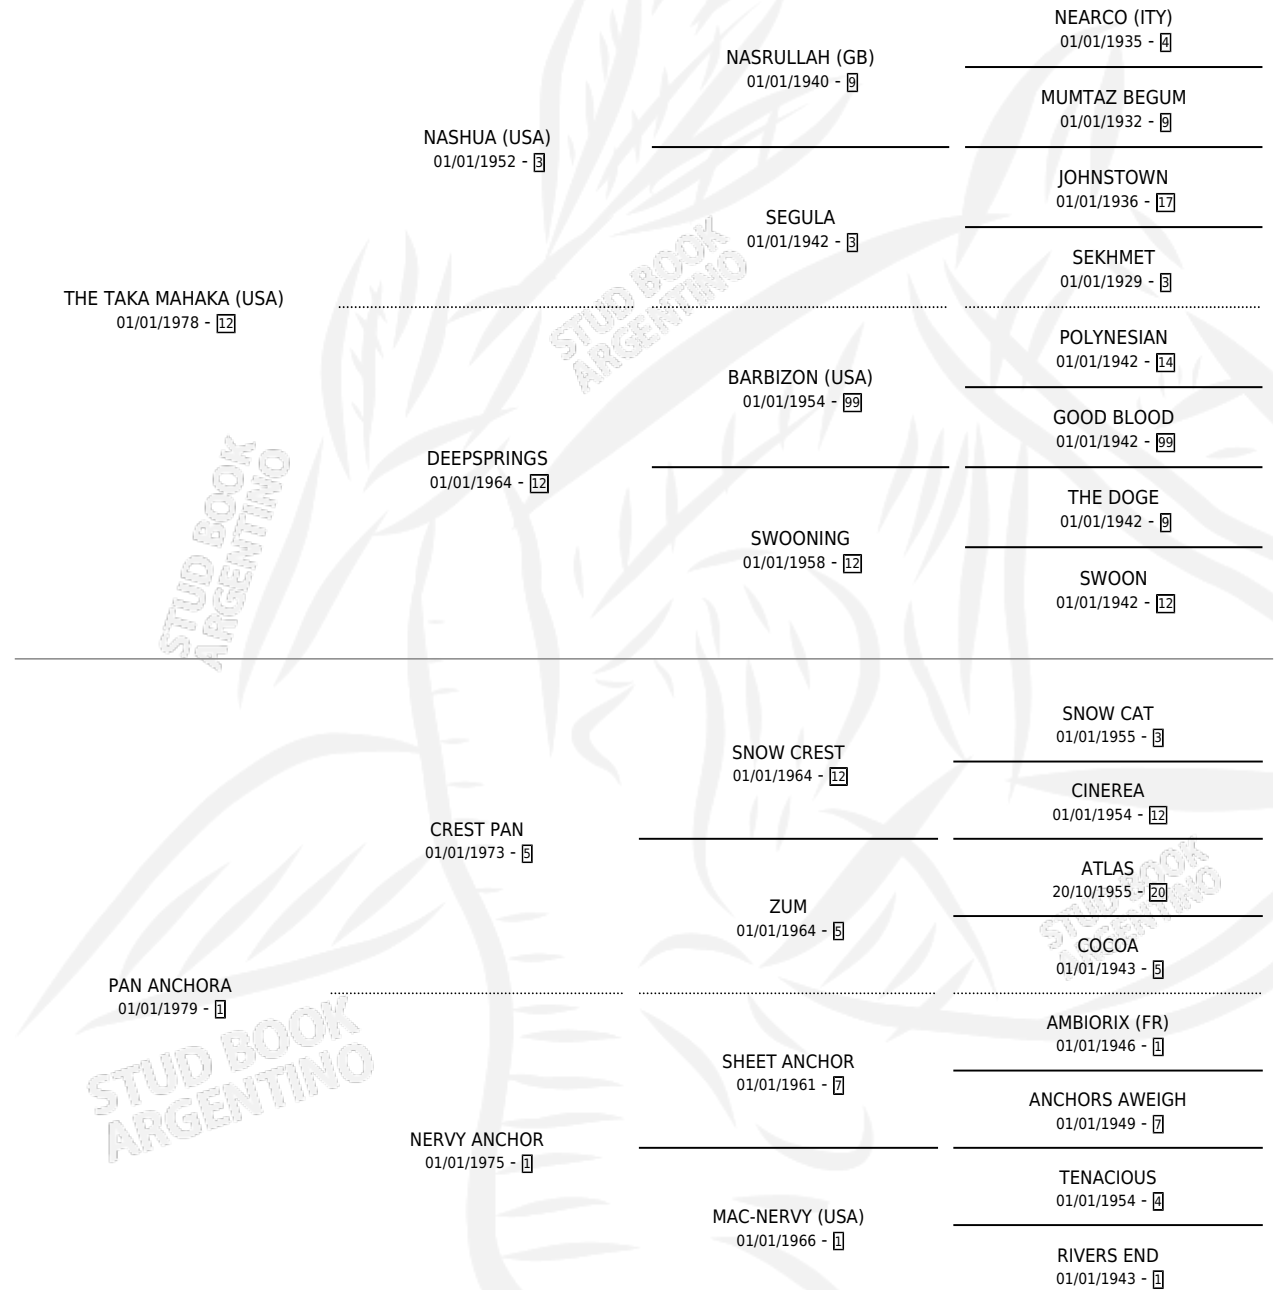 THE TAKA MAHAKA (USA)
01/01/1978 - 12
NASHUA (USA)
01/01/1952 - 3
DEEPSPRINGS
01/01/1964 - 12
NASRULLAH (GB)
01/01/1940 - 9
SEGULA
01/01/1942 - 3
BARBIZON (USA)
01/01/1954 - 99
SWOONING
01/01/1958 - 12
NEARCO (ITY)
01/01/1935 - 4
MUMTAZ BEGUM
01/01/1932 - 9
JOHNSTOWN
01/01/1936 - 17
SEKHMET
01/01/1929 - 3
POLYNESIAN
01/01/1942 - 14
GOOD BLOOD
01/01/1942 - 99
THE DOGE
01/01/1942 - 9
SWOON
01/01/1942 - 12
PAN ANCHORA
01/01/1979 - 1
CREST PAN
01/01/1973 - 5
NERVY ANCHOR
01/01/1975 - 1
SNOW CREST
01/01/1964 - 12
ZUM
01/01/1964 - 5
SHEET ANCHOR
01/01/1961 - 7
MAC-NERVY (USA)
01/01/1966 - 1
SNOW CAT
01/01/1955 - 3
CINEREA
01/01/1954 - 12
ATLAS
20/10/1955 - 20
COCOA
01/01/1943 - 5
AMBIORIX (FR)
01/01/1946 - 1
ANCHORS AWEIGH
01/01/1949 - 7
TENACIOUS
01/01/1954 - 4
RIVERS END
01/01/1943 - 1
STUD BOOK
ARGENTINO
STUD BOOK
ARGENTINO
STUD BOOK
ARGENTINO
STUD BOOK
ARGENTINO